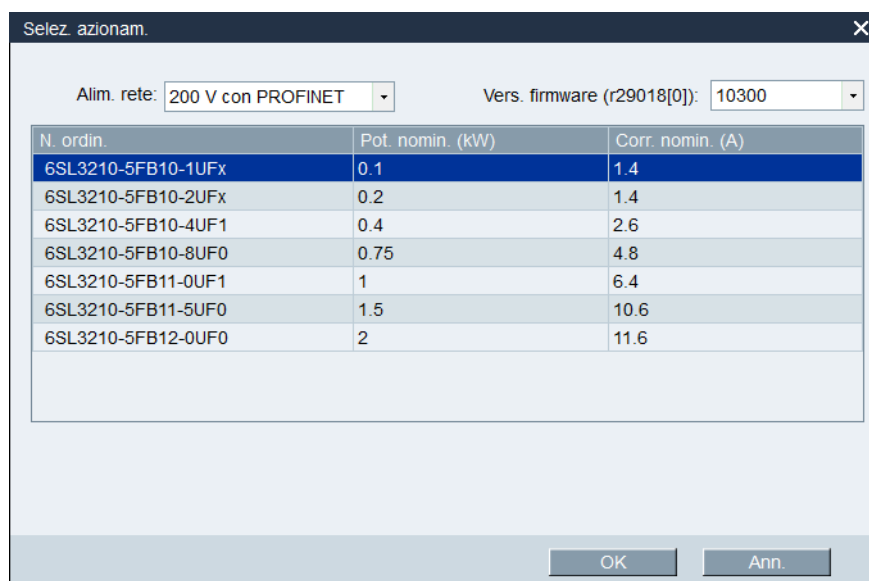 Selez. azionam.
Alim. rete: 200 V con PROFINET Vers. firmware (r29018[0]): 10300
N. ordin. Pot. nomin. (kW) Corr. nomin. (A)
6SL3210-5FB10-1UFx 0.1 1.4
6SL3210-5FB10-2UFx 0.2 1.4
6SL3210-5FB10-4UF1 0.4 2.6
6SL3210-5FB10-8UF0 0.75 4.8
6SL3210-5FB11-0UF1 1 6.4
6SL3210-5FB11-5UF0 1.5 10.6
6SL3210-5FB12-0UF0 2 11.6
OK Ann.